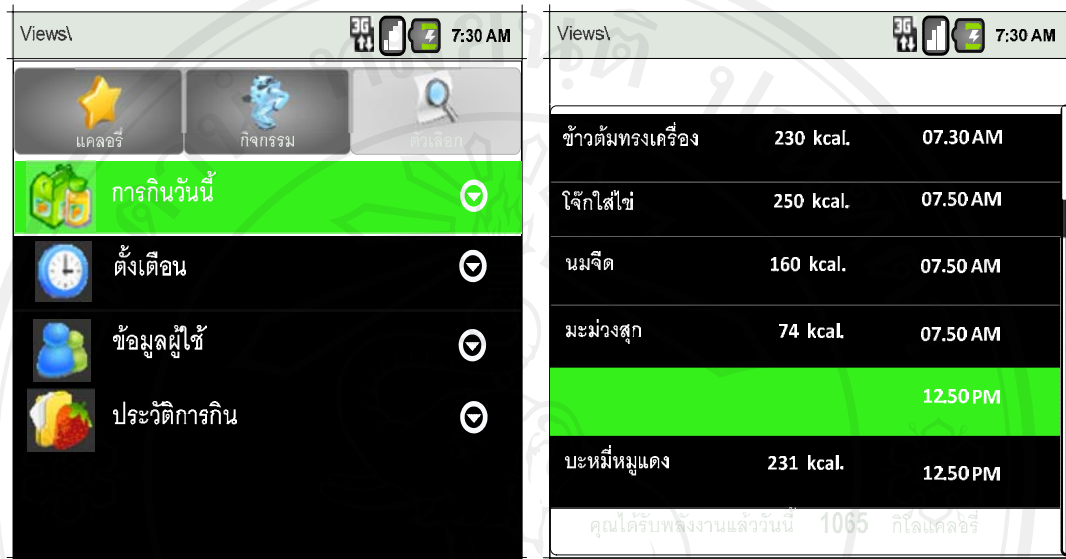 Views\ 3G 7:30 AM
แคลอรี่ กิจกรรม ตัวเลือก
การกินวันนี้
ตั้งเตือน
ข้อมูลผู้ใช้
ประวัติการกิน
Views\ 3G 7:30 AM
ข้าวต้มทรงเครื่อง 230 kcal. 07.30 AM
โจ๊กใส่ไข่ 250 kcal. 07.50 AM
นมจืด 160 kcal. 07.50 AM
มะม่วงสุก 74 kcal. 07.50 AM
12.50 PM
บะหมี่หมูแดง 231 kcal. 12.50 PM
คุณได้รับพลังงานแล้ววันนี้ 1065 กิโลแคลอรี่